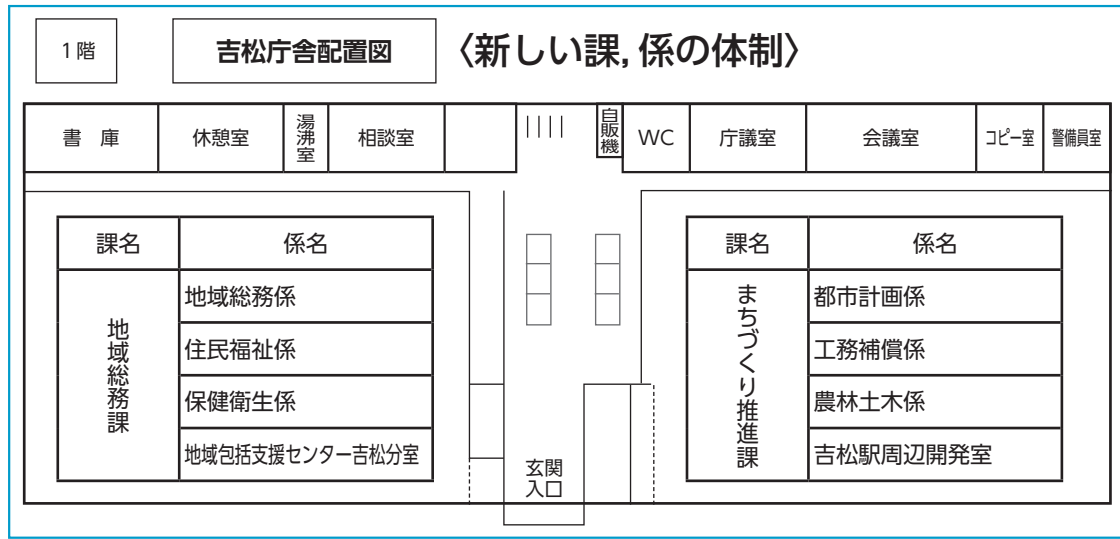 1階
吉松庁舎配置図
〈新しい課,係の体制〉
書 庫
休憩室
湯沸室
相談室
自販機
WC
庁議室
会議室
コピー室
警備員室
課名
係名
地域総務課
地域総務係
住民福祉係
保健衛生係
地域包括支援センター吉松分室
玄関
入口
課名
係名
まちづくり推進課
都市計画係
工務補償係
農林土木係
吉松駅周辺開発室